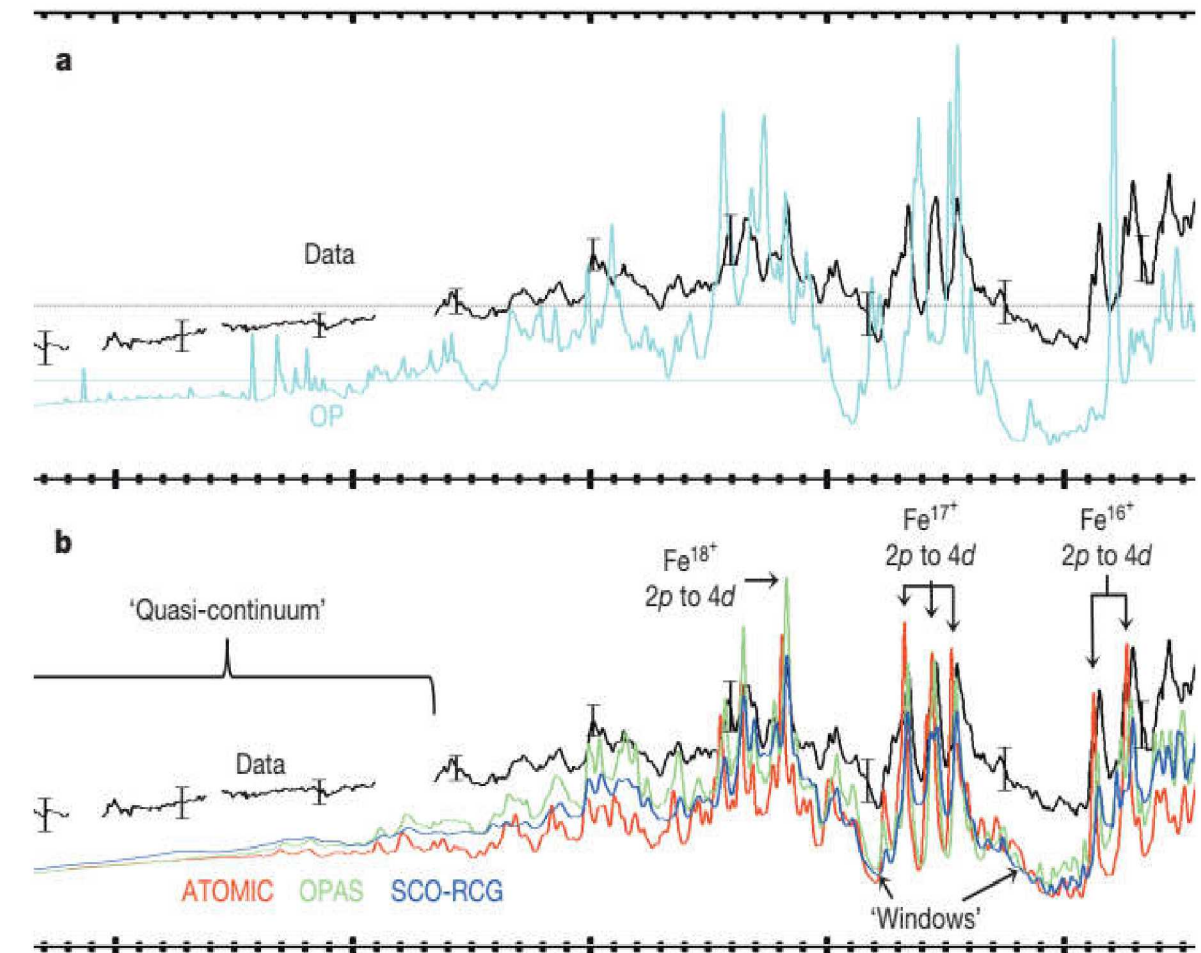 a
Data
OP
b
Fe¹⁷⁺
2p to 4d
Fe¹⁶⁺
2p to 4d
Fe¹⁸⁺
2p to 4d
'Quasi-continuum'
Data
ATOMIC OPAS SCO-RCG
'Windows'